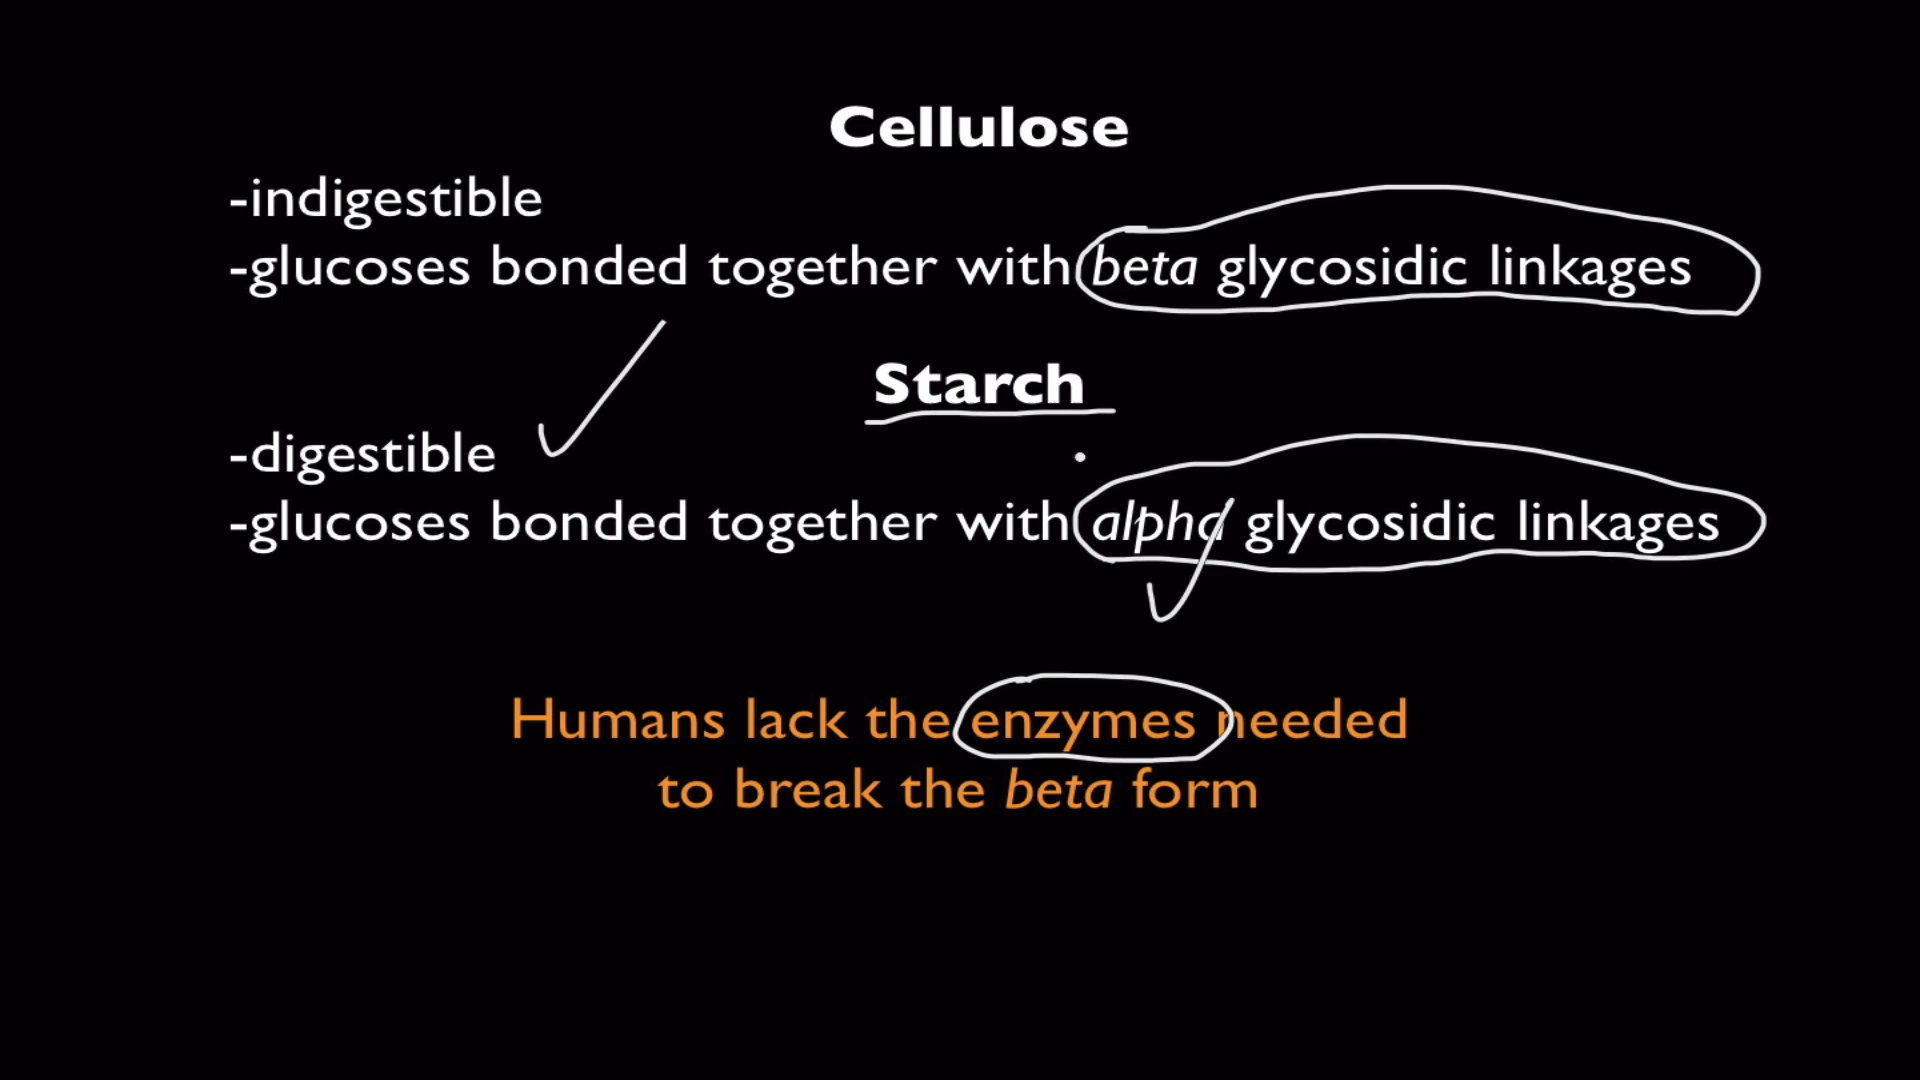 Cellulose
-indigestible
-glucoses bonded together with beta glycosidic linkages
Starch
-digestible
-glucoses bonded together with alpha glycosidic linkages
Humans lack the enzymes needed
to break the beta form